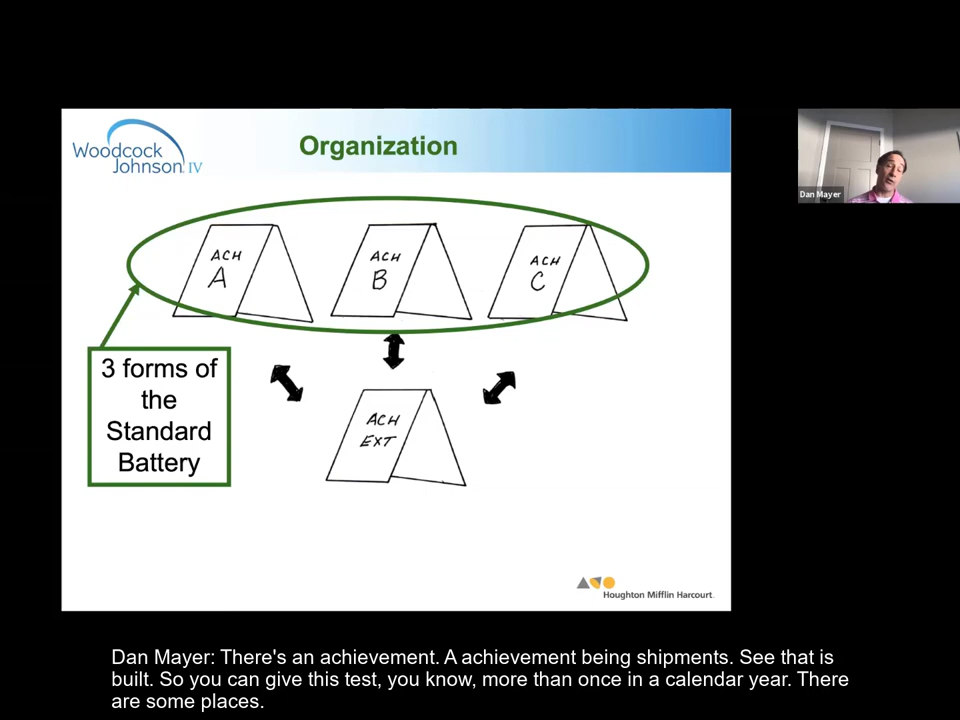 Woodcock
Johnson IV
Organization
Dan Mayer
ACH
A
ACH
B
ACH
C
3 forms of
the
Standard
Battery
ACH
EXT
Houghton Mifflin Harcourt
Dan Mayer: There's an achievement. A achievement being shipments. See that is
built. So you can give this test, you know, more than once in a calendar year. There
are some places.